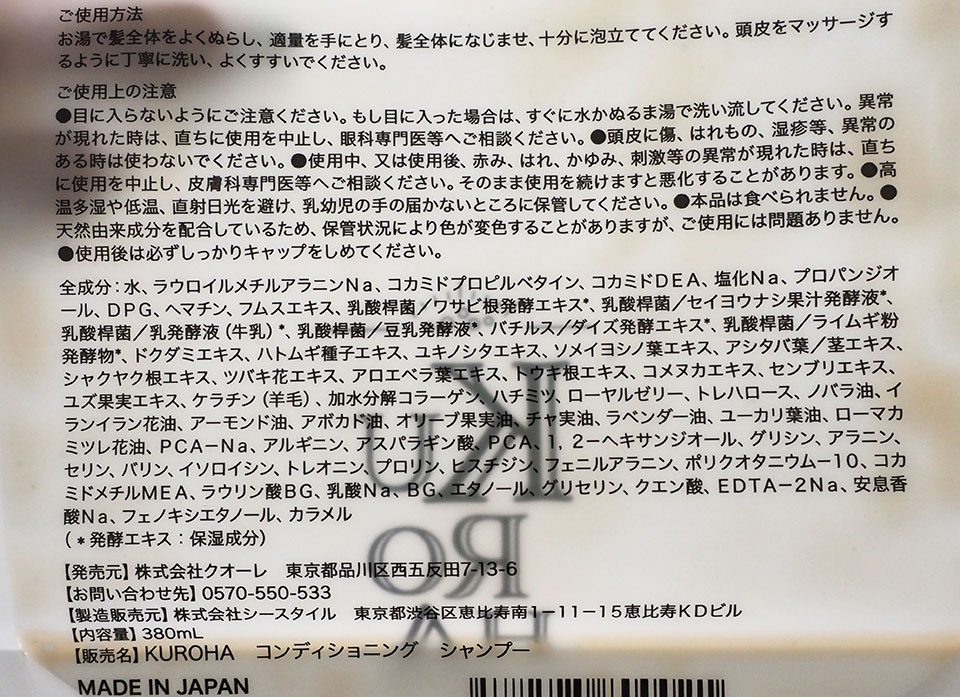 ご使用方法
お湯で髪全体をよくぬらし、適量を手にとり、髪全体になじませ、十分に泡立ててください。頭皮をマッサージす
るように丁寧に洗い、よくすすいでください。
ご使用上の注意
●目に入らないようにご注意ください。もし目に入った場合は、すぐに水かぬるま湯で洗い流してください。異常
が現れた時は、直ちに使用を中止し、眼科専門医等へご相談ください。●頭皮に傷、はれもの、湿疹等、異常の
ある時は使わないでください。●使用中、又は使用後、赤み、はれ、かゆみ、刺激等の異常が現れた時は、直ち
に使用を中止し、皮膚科専門医等へご相談ください。そのまま使用を続けますと悪化することがあります。●高
温多湿や低温、直射日光を避け、乳幼児の手の届かないところに保管してください。●本品は食べられません。●
天然由来成分を配合しているため、保管状況により色が変色することがありますが、ご使用には問題ありません。
●使用後は必ずしっかりキャップをしめてください。
全成分：水、ラウロイルメチルアラニンNa、コカミドプロピルベタイン、コカミドDEA、塩化Na、プロパンジオ
ール、DPG、ヘマチン、フムスエキス、乳酸桿菌／ワサビ根発酵エキス*、乳酸桿菌／セイヨウナシ果汁発酵液*、
乳酸桿菌／乳発酵液（牛乳）*、乳酸桿菌／豆乳発酵液*、バチルス／ダイズ発酵エキス*、乳酸桿菌／ライムギ粉
発酵物*、ドクダミエキス、ハトムギ種子エキス、ユキノシタエキス、ソメイヨシノ葉エキス、アシタバ葉／茎エキス、
シャクヤク根エキス、ツバキ花エキス、アロエベラ葉エキス、トウキ根エキス、コメヌカエキス、センブリエキス、
ユズ果実エキス、ケラチン（羊毛）、加水分解コラーゲン、ハチミツ、ローヤルゼリー、トレハロース、ノバラ油、イ
ランイラン花油、アーモンド油、アボカド油、オリーブ果実油、チャ実油、ラベンダー油、ユーカリ葉油、ローマカ
ミツレ花油、PCA－Na、アルギニン、アスパラギン酸、PCA、1，2－ヘキサンジオール、グリシン、アラニン、
セリン、バリン、イソロイシン、トレオニン、プロリン、ヒスチジン、フェニルアラニン、ポリクオタニウム－10、コカ
ミドメチルMEA、ラウリン酸BG、乳酸Na、BG、エタノール、グリセリン、クエン酸、EDTA－2Na、安息香
酸Na、フェノキシエタノール、カラメル
（＊発酵エキス：保湿成分）
【発売元】株式会社クオーレ　東京都品川区西五反田7-13-6
【お問い合わせ先】0570-550-533
【製造販売元】株式会社シースタイル　東京都渋谷区恵比寿南1－11－15恵比寿KDビル
【内容量】380mL
【販売名】KUROHA　コンディショニング　シャンプー
MADE IN JAPAN
KU
RO
HA